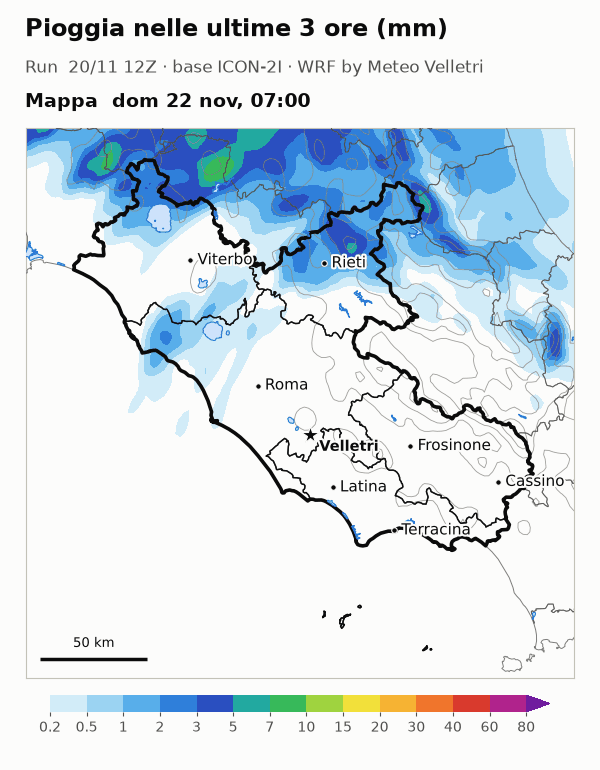 Pioggia nelle ultime 3 ore (mm)
Run  20/11 12Z · base ICON-2I · WRF by Meteo Velletri
Mappa  dom 22 nov, 07:00
Viterbo
Rieti
Roma
Velletri
Frosinone
Latina
Cassino
Terracina
50 km
0.2 0.5 1 2 3 5 7 10 15 20 30 40 60 80